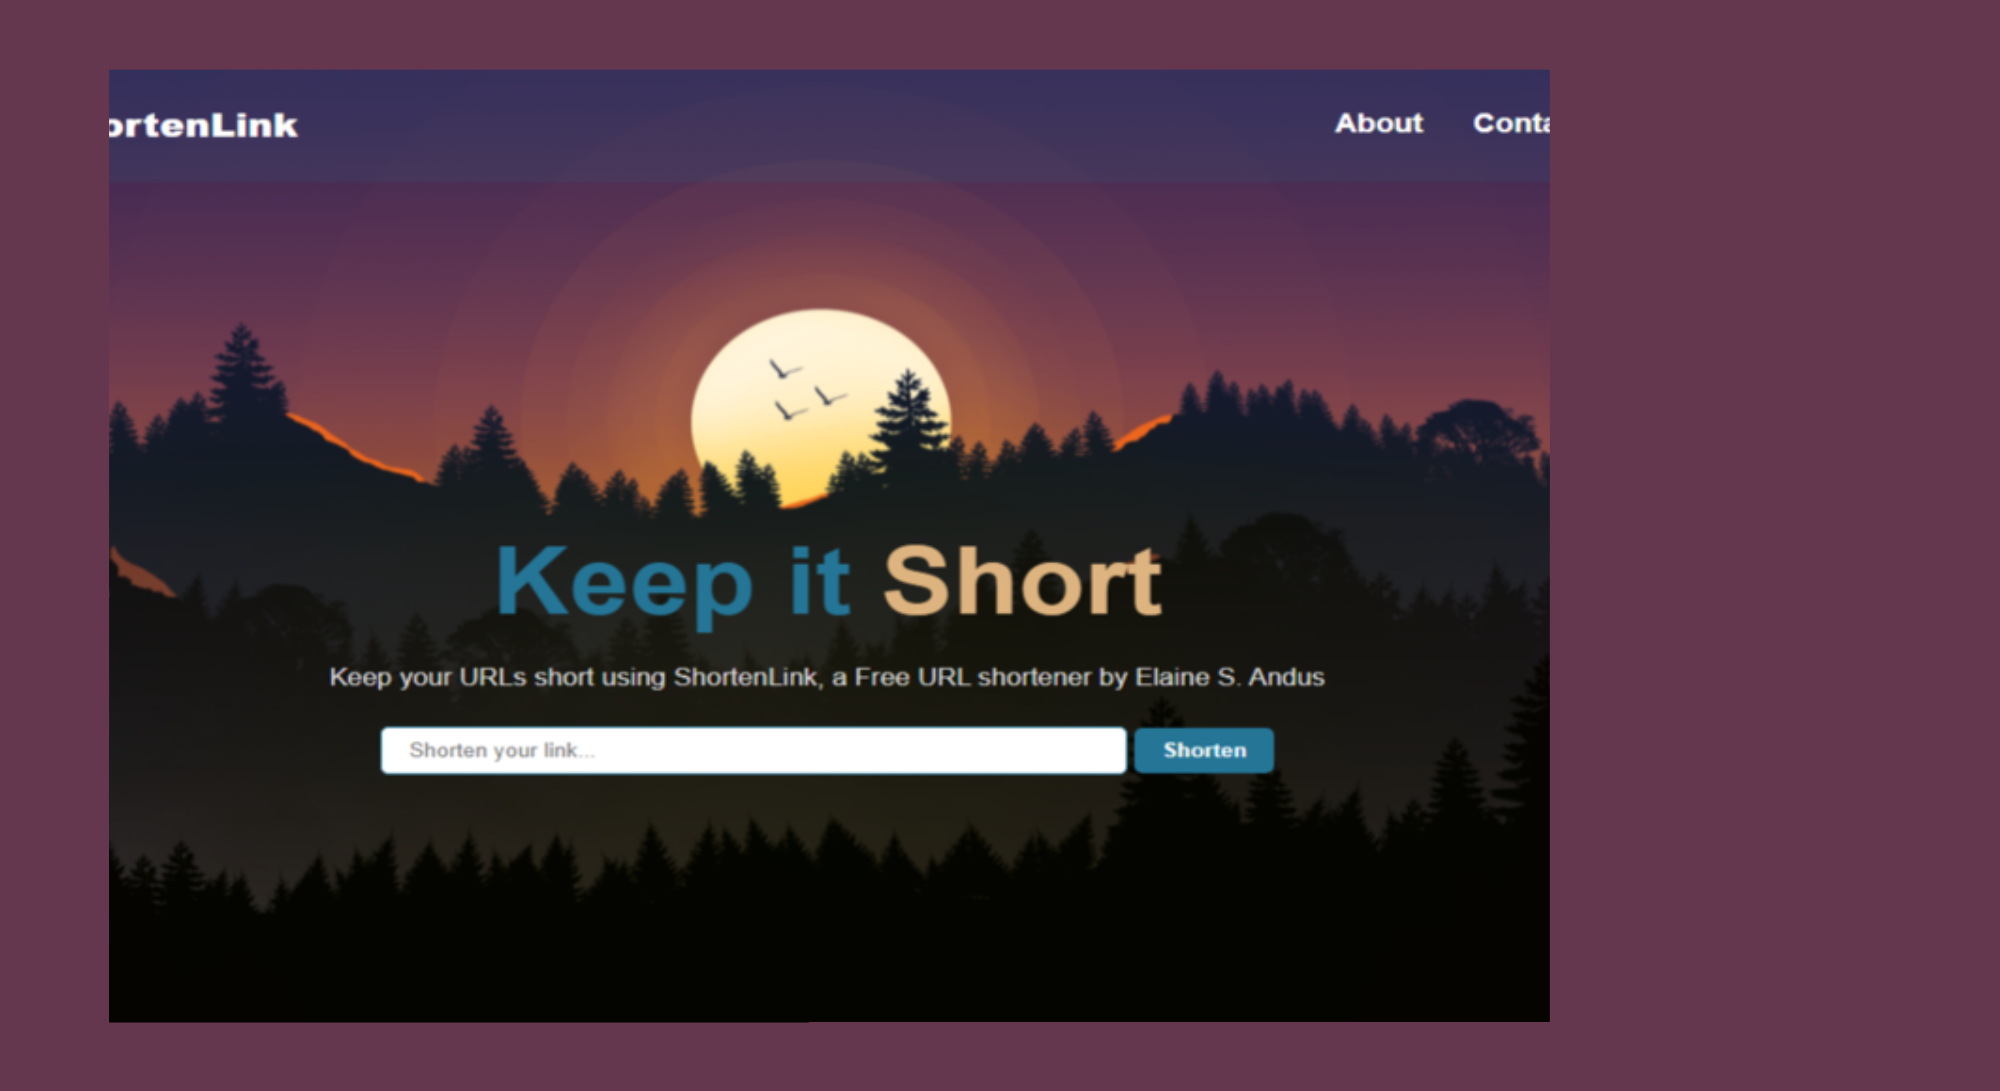 ortenLink
About Conta
Keep it Short
Keep your URLs short using ShortenLink, a Free URL shortener by Elaine S. Andus
Shorten your link...
Shorten